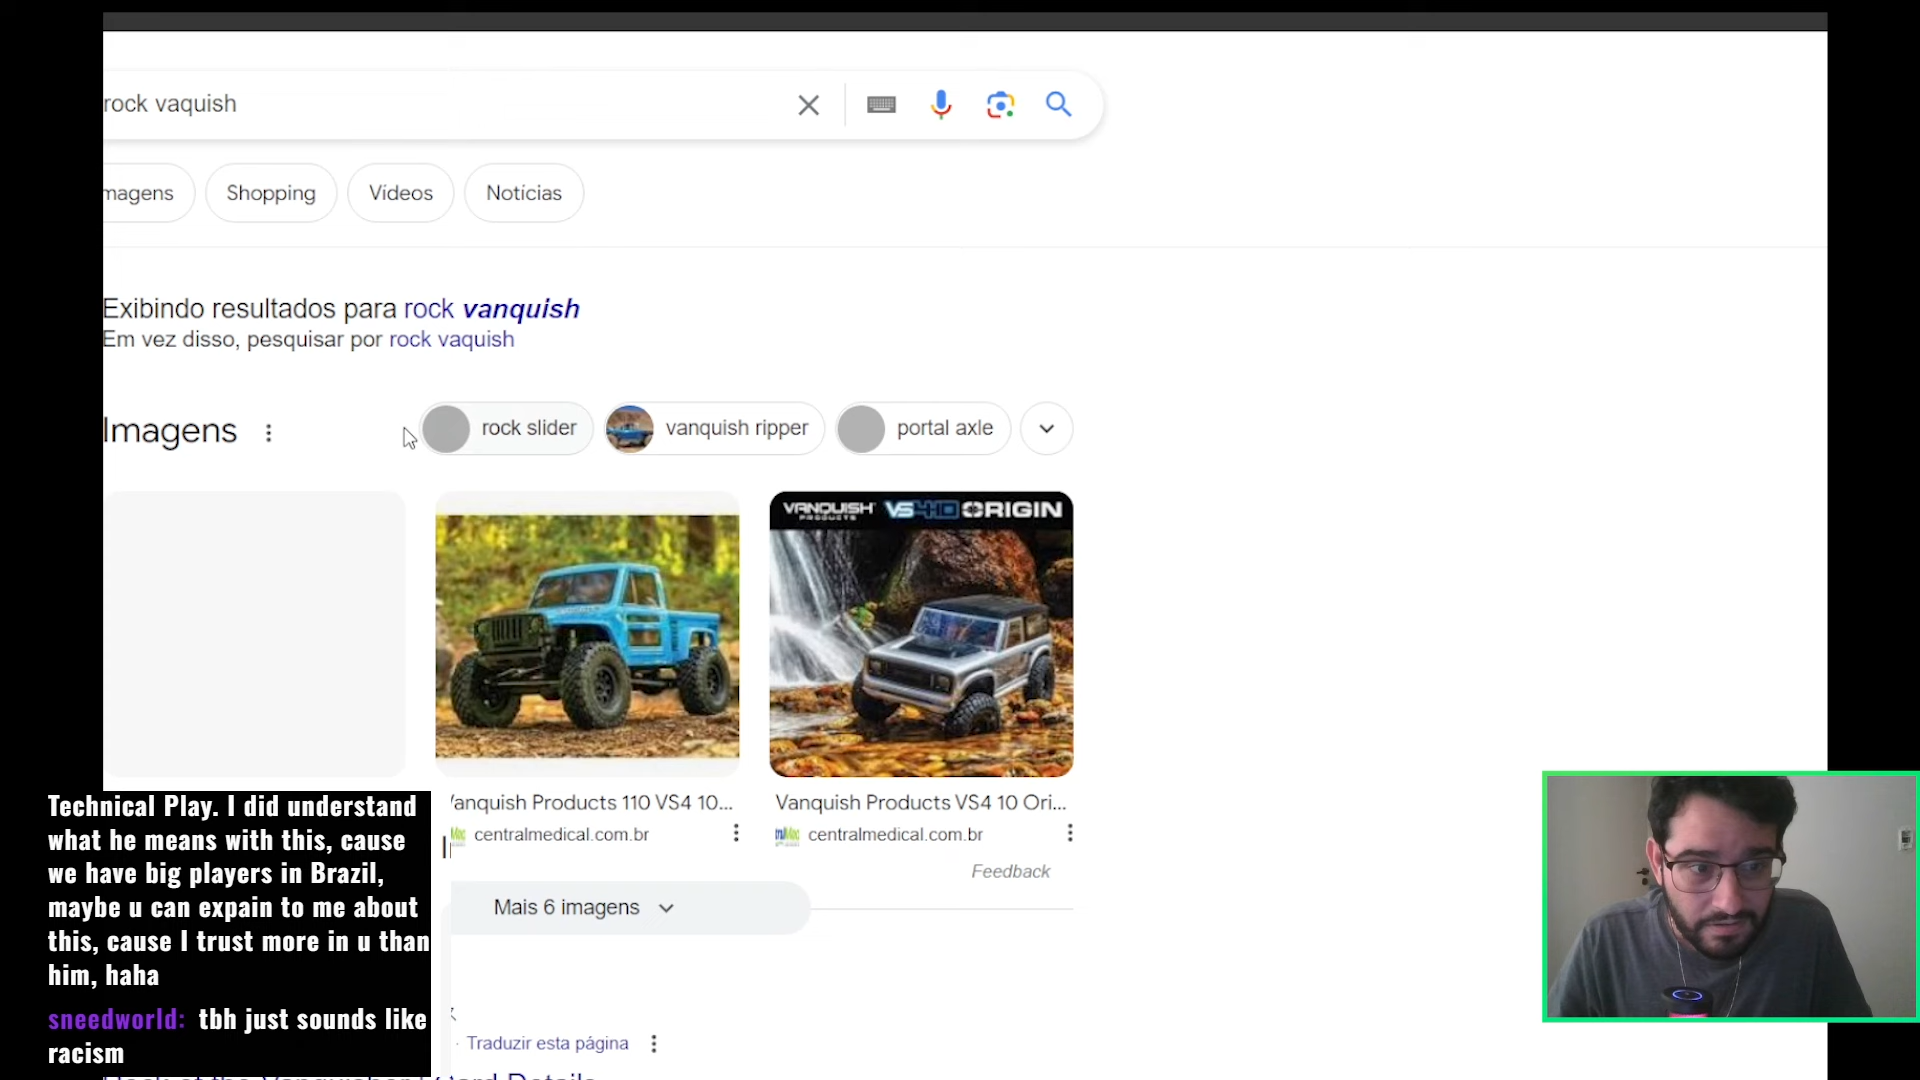 rock vaquish
magens
Shopping
Vídeos
Notícias
Exibindo resultados para rock vanquish
Em vez disso, pesquisar por rock vaquish
Imagens
rock slider
vanquish ripper
portal axle
VANQUISH PRODUCTS VS4-10 ORIGIN
Vanquish Products 110 VS4 10...
centralmedical.com.br
Vanquish Products VS4 10 Ori...
centralmedical.com.br
Feedback
Mais 6 imagens
Traduzir esta página
Technical Play. I did understand
what he means with this, cause
we have big players in Brazil,
maybe u can expain to me about
this, cause I trust more in u than
him, haha
sneedworld: tbh just sounds like
racism